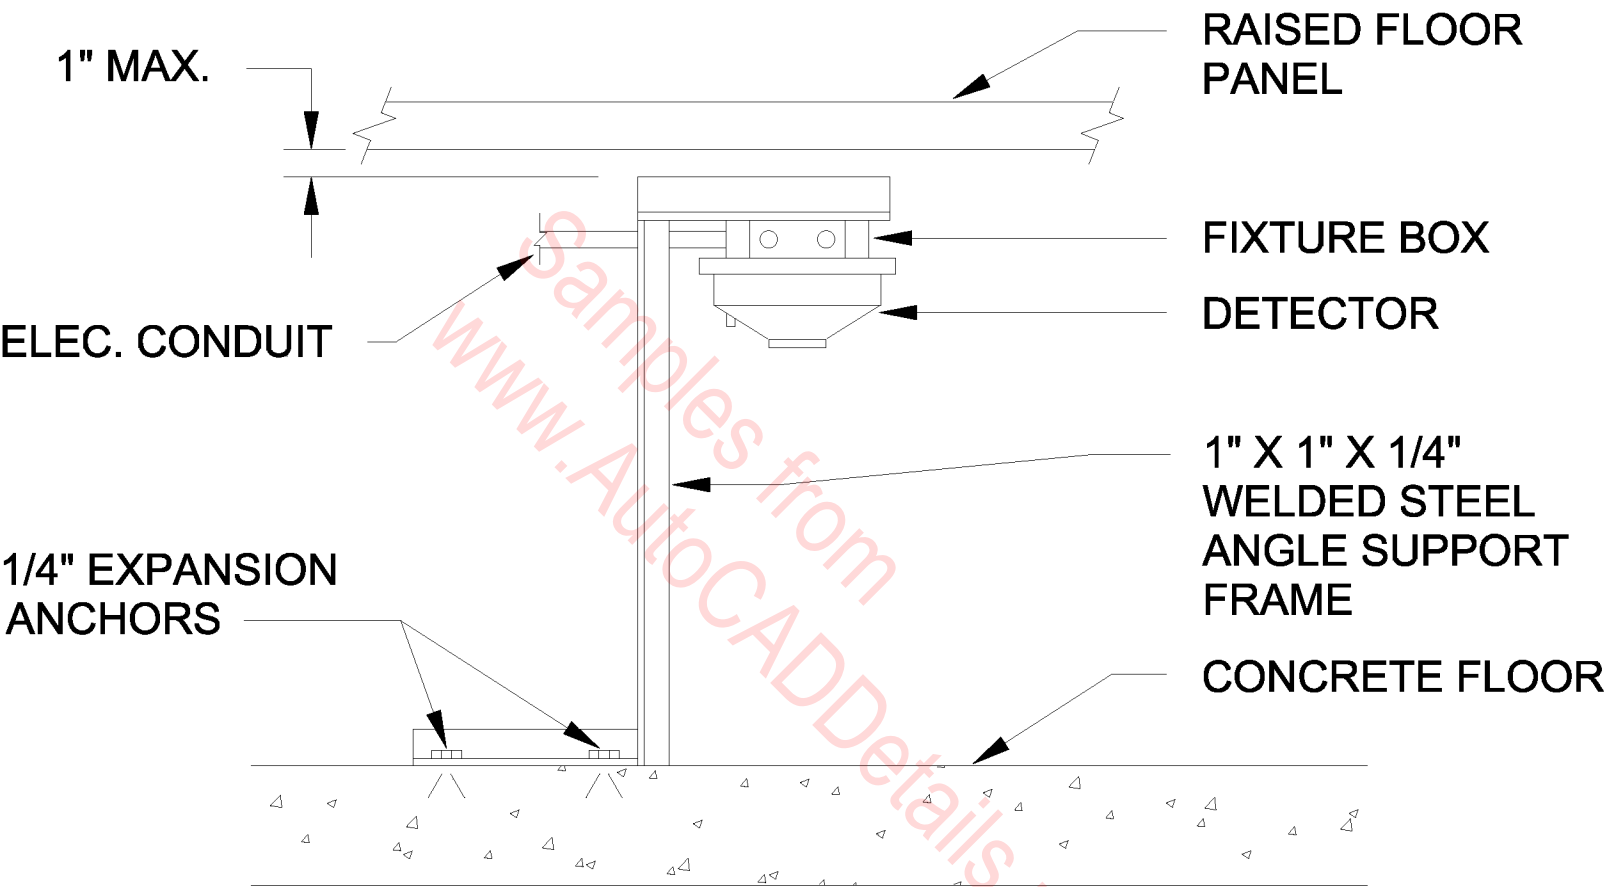 RAISED FLOOR
PANEL
1" MAX.
FIXTURE BOX
DETECTOR
ELEC. CONDUIT
1" X 1" X 1/4"
WELDED STEEL
ANGLE SUPPORT
FRAME
1/4" EXPANSION
ANCHORS
CONCRETE FLOOR
Samples from
www.AutoCADDetails.